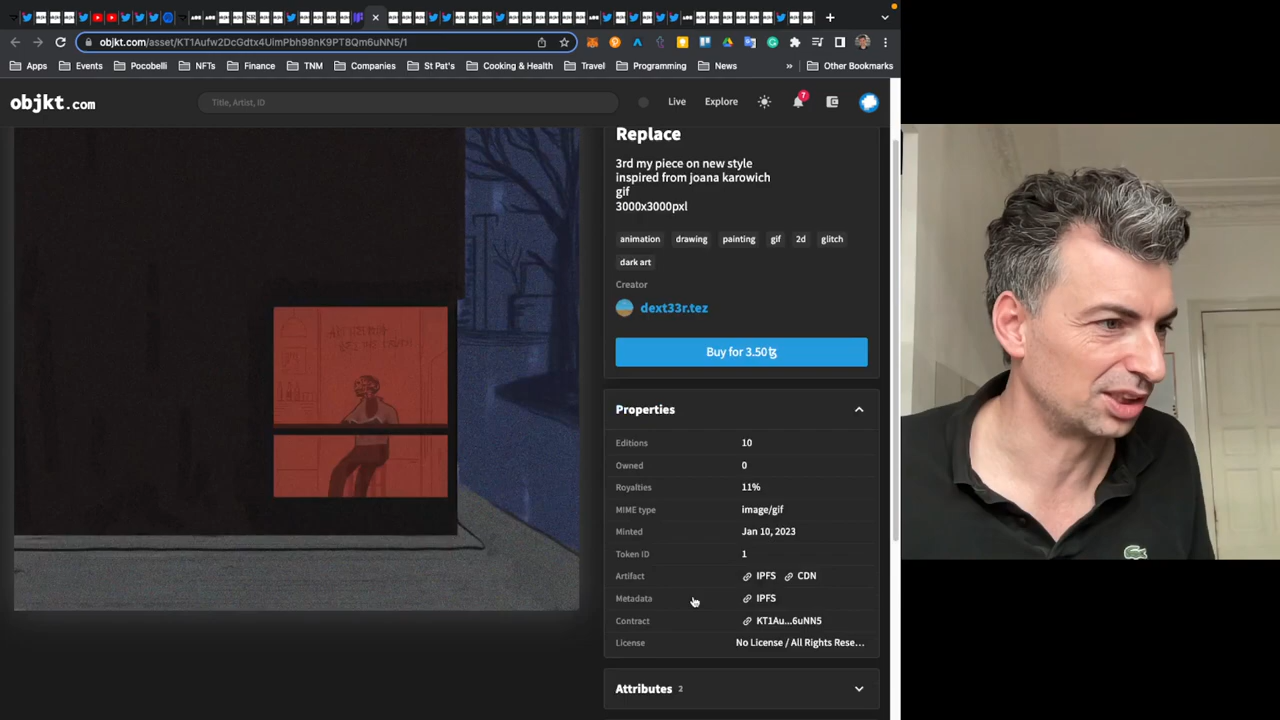 objkt.com/asset/KT1Aufw2DcGdtx4UimPbh98nK9PT8Qm6uNN5/1
Apps
Events
Pocobelli
NFTs
Finance
TNM
Companies
St Pat's
Cooking & Health
Travel
Programming
News
»
Other Bookmarks
objkt.com
Title, Artist, ID
Live
Explore
7
Replace
3rd my piece on new style
inspired from joana karowich
gif
3000x3000pxl
animation
drawing
painting
gif
2d
glitch
dark art
Creator
dext33r.tez
Buy for 3.50ꜩ
Properties
Editions 10
Owned 0
Royalties 11%
MIME type image/gif
Minted Jan 10, 2023
Token ID 1
Artifact IPFS CDN
Metadata IPFS
Contract KT1Au...6uNN5
License No License / All Rights Rese...
Attributes 2